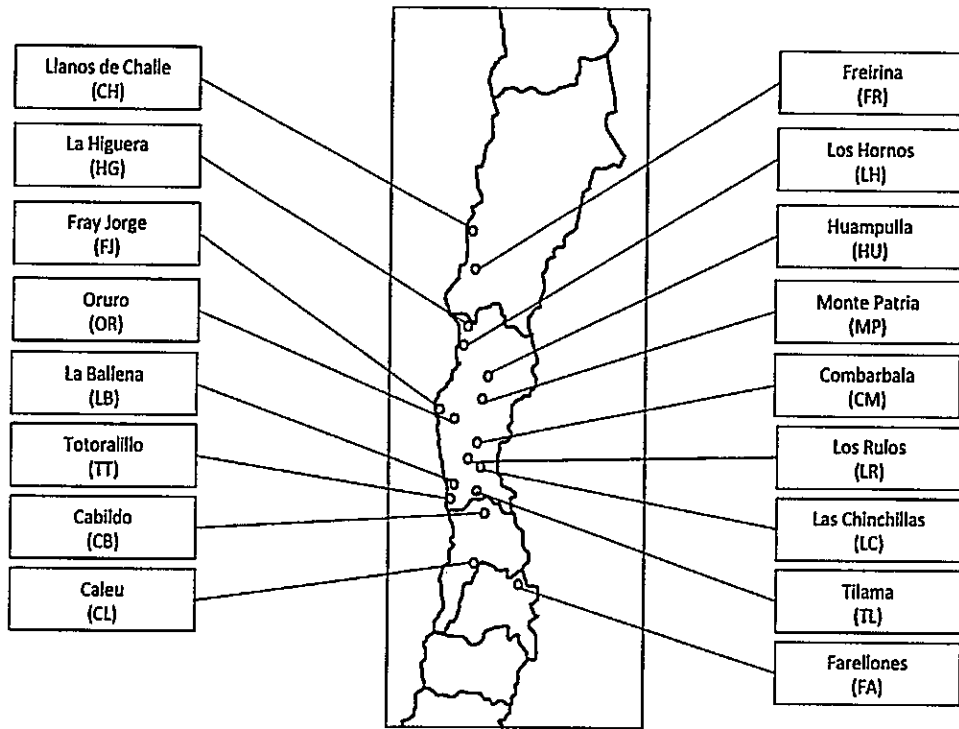 Llanos de Challe
(CH)
La Higuera
(HG)
Fray Jorge
(FJ)
Oruro
(OR)
La Ballena
(LB)
Totoralillo
(TT)
Cabildo
(CB)
Caleu
(CL)
Freirina
(FR)
Los Hornos
(LH)
Huampulla
(HU)
Monte Patria
(MP)
Combarbala
(CM)
Los Rulos
(LR)
Las Chinchillas
(LC)
Tilama
(TL)
Farellones
(FA)